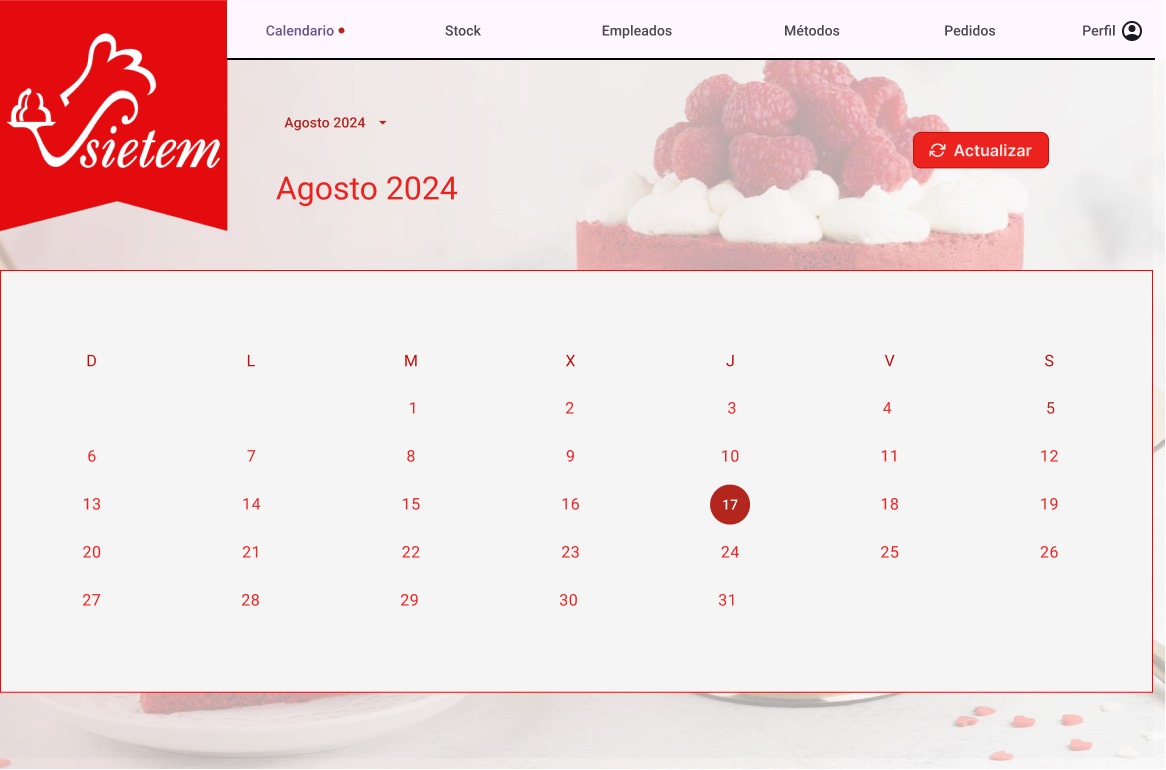 sietem
Calendario Stock Empleados Métodos Pedidos Perfil
Agosto 2024
Actualizar
Agosto 2024
D L M X J V S
1 2 3 4 5
6 7 8 9 10 11 12
13 14 15 16 17 18 19
20 21 22 23 24 25 26
27 28 29 30 31